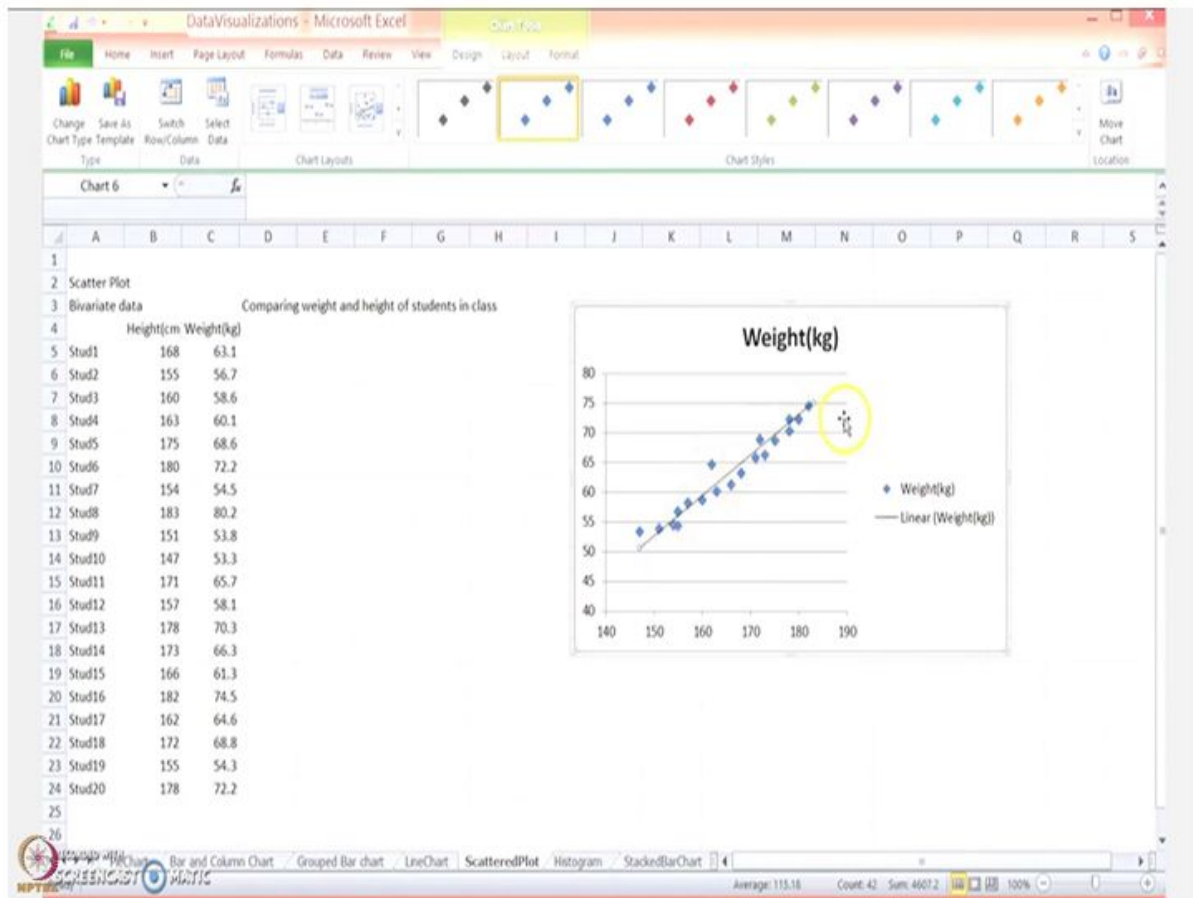 DataVisualizations - Microsoft Excel
Chart Tools
File Home Insert Page Layout Formulas Data Review View Design Layout Format
Change Chart Type Save As Template Switch Row/Column Select Data Move Chart
Type Data Chart Layouts Chart Styles Location
Chart 6 fx
A B C D E F G H I J K L M N O P Q R S
1
2 Scatter Plot
3 Bivariate data Comparing weight and height of students in class
4 Height(cm Weight(kg)
5 Stud1 168 63.1
6 Stud2 155 56.7
7 Stud3 160 58.6
8 Stud4 163 60.1
9 Stud5 175 68.6
10 Stud6 180 72.2
11 Stud7 154 54.5
12 Stud8 183 80.2
13 Stud9 151 53.8
14 Stud10 147 53.3
15 Stud11 171 65.7
16 Stud12 157 58.1
17 Stud13 178 70.3
18 Stud14 173 66.3
19 Stud15 166 61.3
20 Stud16 182 74.5
21 Stud17 162 64.6
22 Stud18 172 68.8
23 Stud19 155 54.3
24 Stud20 178 72.2
25
26
Weight(kg)
80
75
70
65
60
55
50
45
40
140 150 160 170 180 190
Weight(kg)
Linear (Weight(kg))
Bar and Column Chart Grouped Bar chart LineChart ScatteredPlot Histogram StackedBarChart
RECORDED WITH
SCREENCAST MATIC
NPTEL
Average: 115.18 Count: 42 Sum: 4607.2 100%